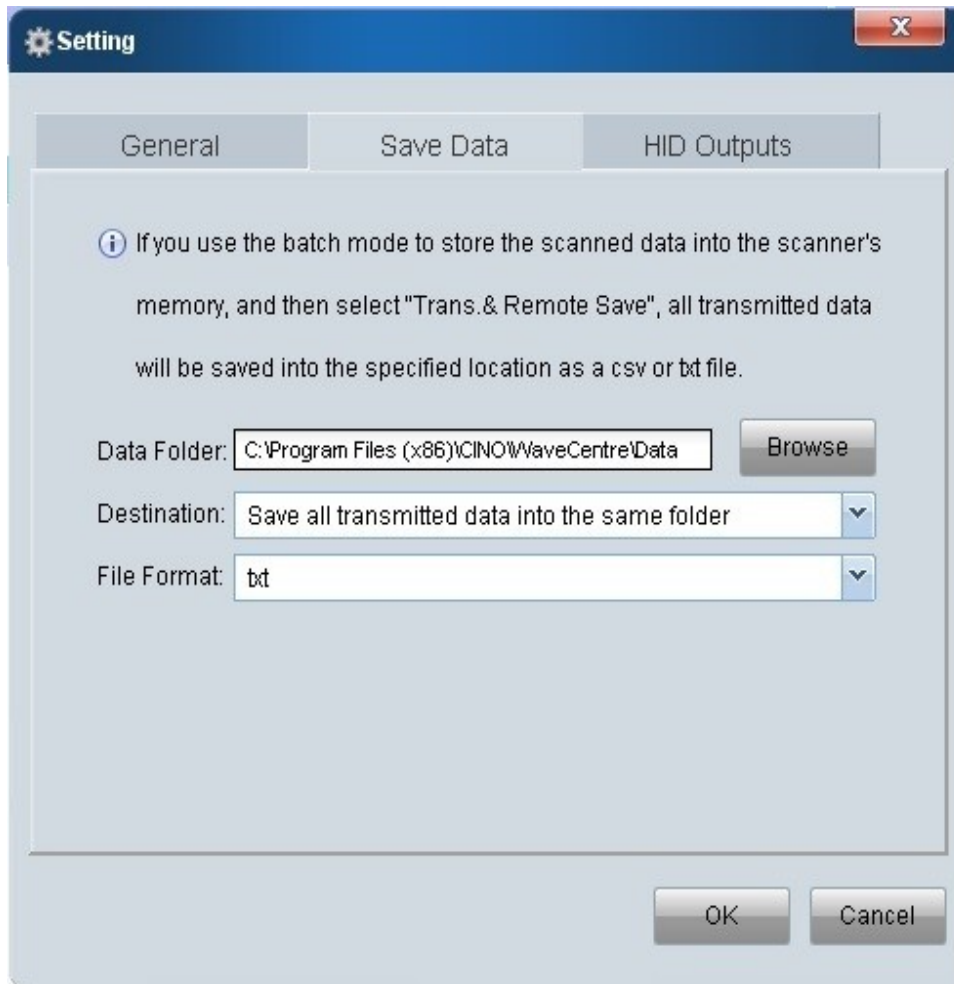 Setting
X
General Save Data HID Outputs
If you use the batch mode to store the scanned data into the scanner's
memory, and then select "Trans.& Remote Save", all transmitted data
will be saved into the specified location as a csv or txt file.
Data Folder: C:\Program Files (x86)\CINO\WaveCentre\Data Browse
Destination: Save all transmitted data into the same folder
File Format: txt
OK Cancel